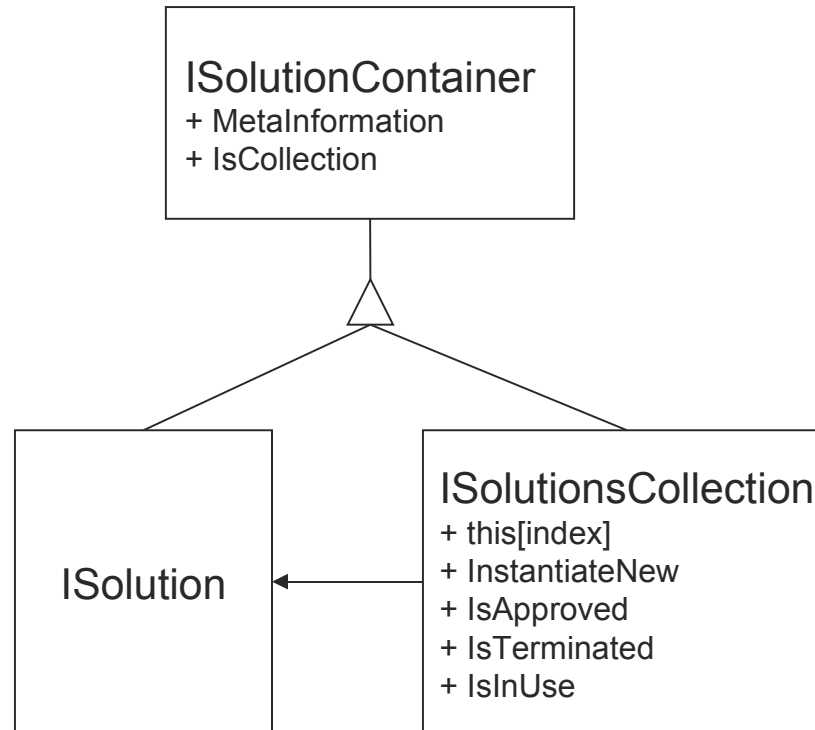 ISolutionContainer
+ MetaInformation
+ IsCollection
ISolution
ISolutionsCollection
+ this[index]
+ InstantiateNew
+ IsApproved
+ IsTerminated
+ IsInUse